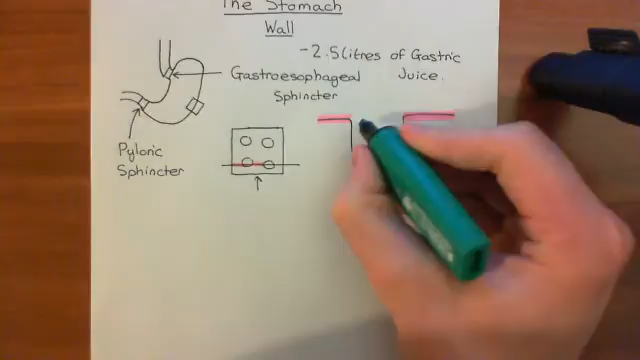 The Stomach
Wall
-2.5litres of Gastric
Juice.
Gastroesophageal
Sphincter
Pyloric
Sphincter